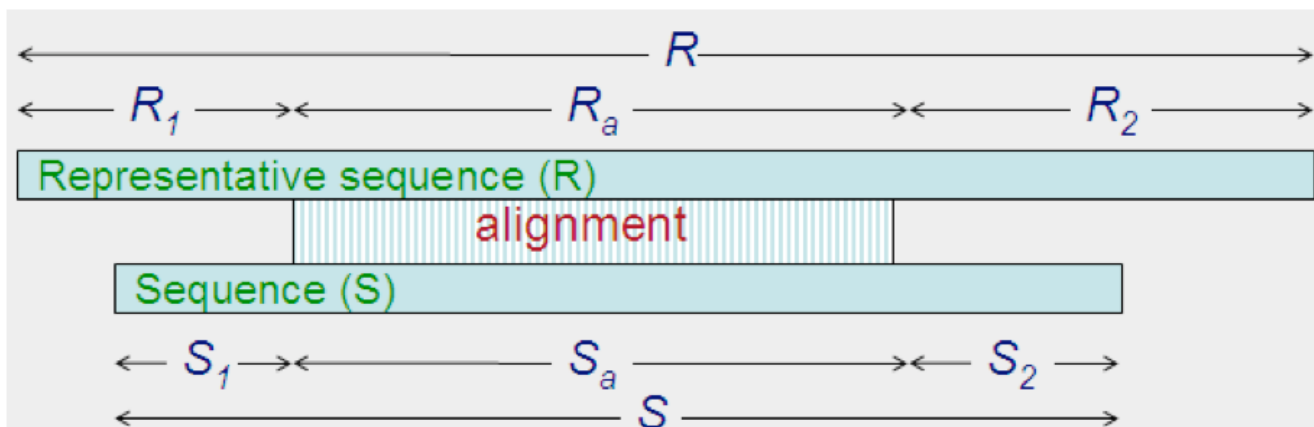 R
R1 Ra R2
Representative sequence (R)
alignment
Sequence (S)
S1 Sa S2
S